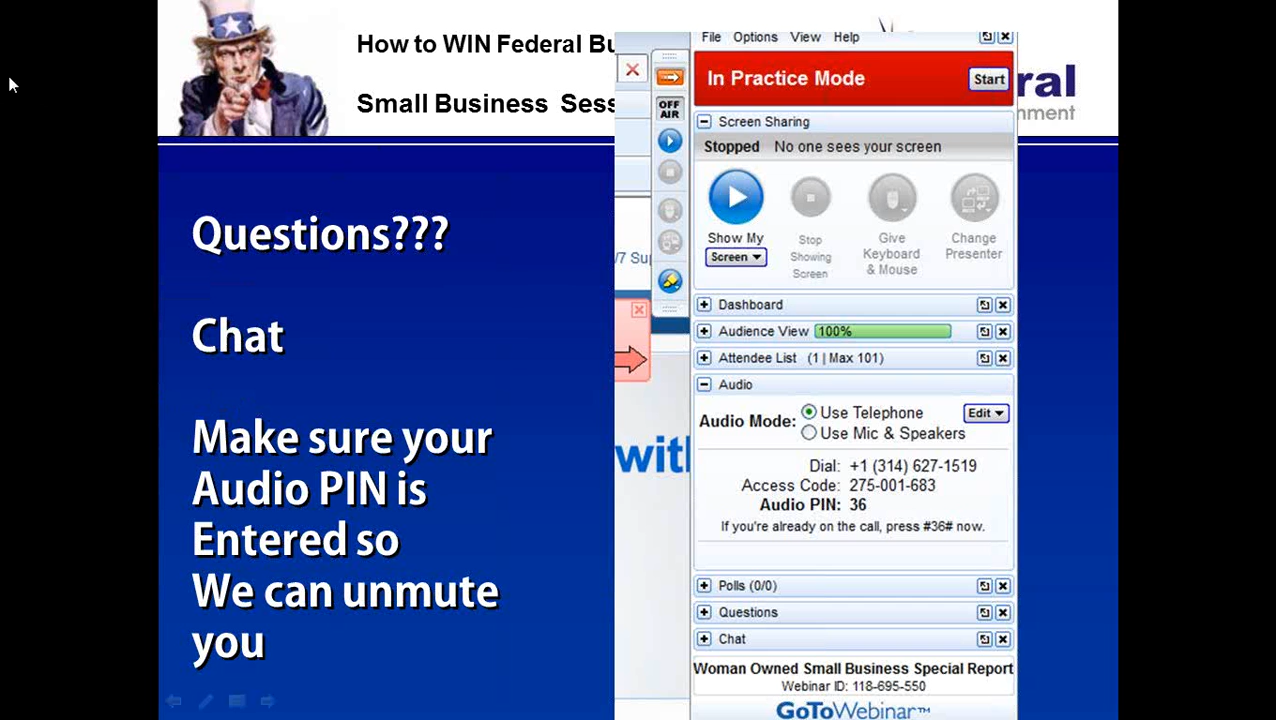 How to WIN Federal Bu
Small Business Sess
ral
nment
Questions???
Chat
Make sure your
Audio PIN is
Entered so
We can unmute
you
/7 Su
with
OFF
AIR
File Options View Help
In Practice Mode
Start
Screen Sharing
Stopped No one sees your screen
Show My
Screen
Stop
Showing
Screen
Give
Keyboard
& Mouse
Change
Presenter
Dashboard
Audience View 100%
Attendee List (1 | Max 101)
Audio
Audio Mode:
Use Telephone
Edit
Use Mic & Speakers
Dial: +1 (314) 627-1519
Access Code: 275-001-683
Audio PIN: 36
If you're already on the call, press #36# now.
Polls (0/0)
Questions
Chat
Woman Owned Small Business Special Report
Webinar ID: 118-695-550
GoToWebinar™